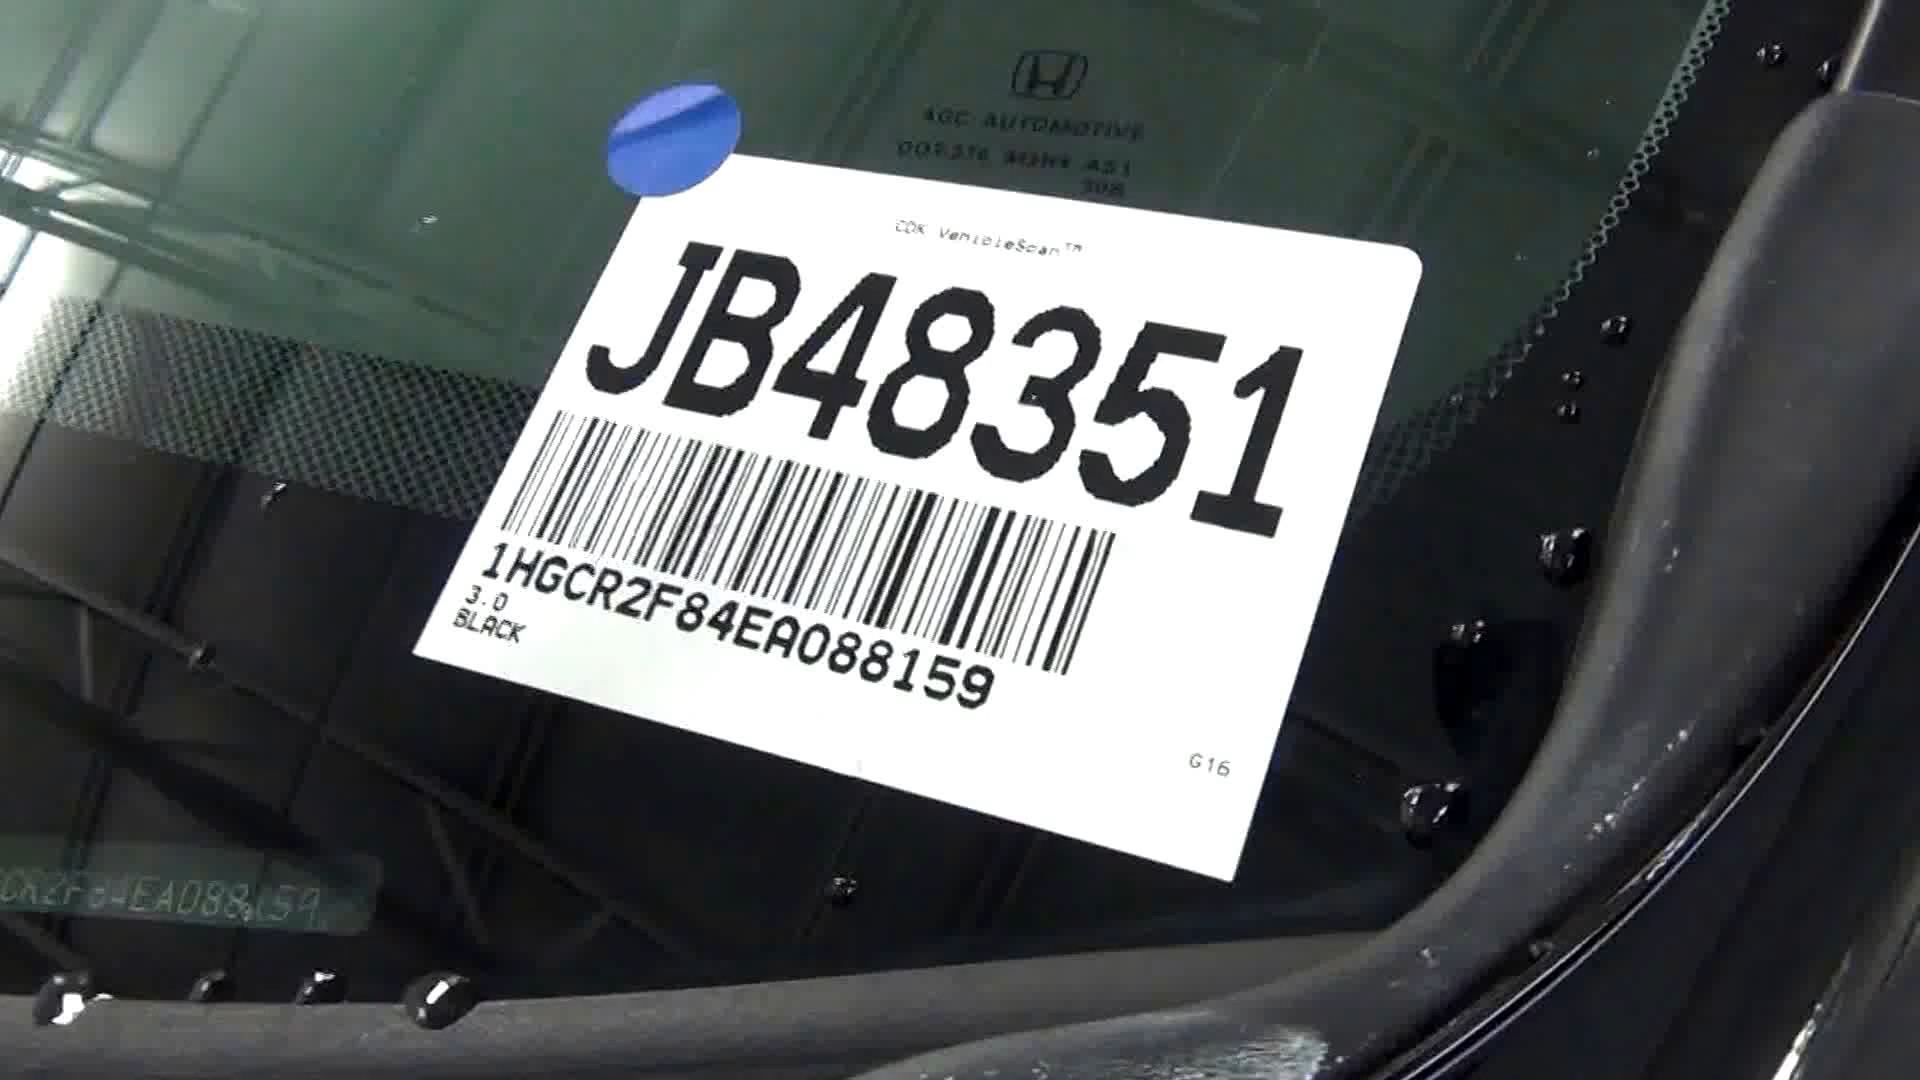 AGC AUTOMOTIVE
CDK VehicleScan™
JB48351
1HGCR2F84EA088159
3.0
BLACK
G16
CR2F84EA088159